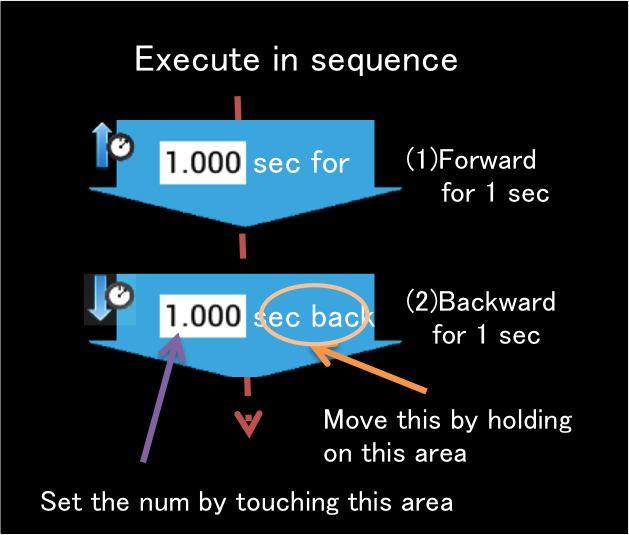 Execute in sequence
1.000 sec for
(1)Forward
for 1 sec
1.000 sec back
(2)Backward
for 1 sec
Move this by holding
on this area
Set the num by touching this area